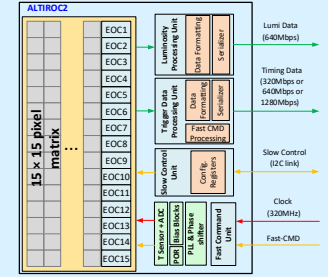 ALTIROC2
15 × 15 pixel
matrix
...
EOC1
EOC2
EOC3
EOC4
EOC5
EOC6
EOC7
EOC8
EOC9
EOC10
EOC11
EOC12
EOC13
EOC14
EOC15
Luminosity
Processing Unit
Data Formatting
Serializer
Trigger Data
Processing Unit
Data
Formatting
Serializer
Fast CMD
Processing
Slow Control
Unit
Config.
Registers
T Sensor + ADC
POR
Bias Blocks
PLL & Phase
shifter
Fast Command
Unit
Lumi Data
(640Mbps)
Timing Data
(320Mbps or
640Mbps or
1280Mbps)
Slow Control
(I2C link)
Clock
(320MHz)
Fast-CMD